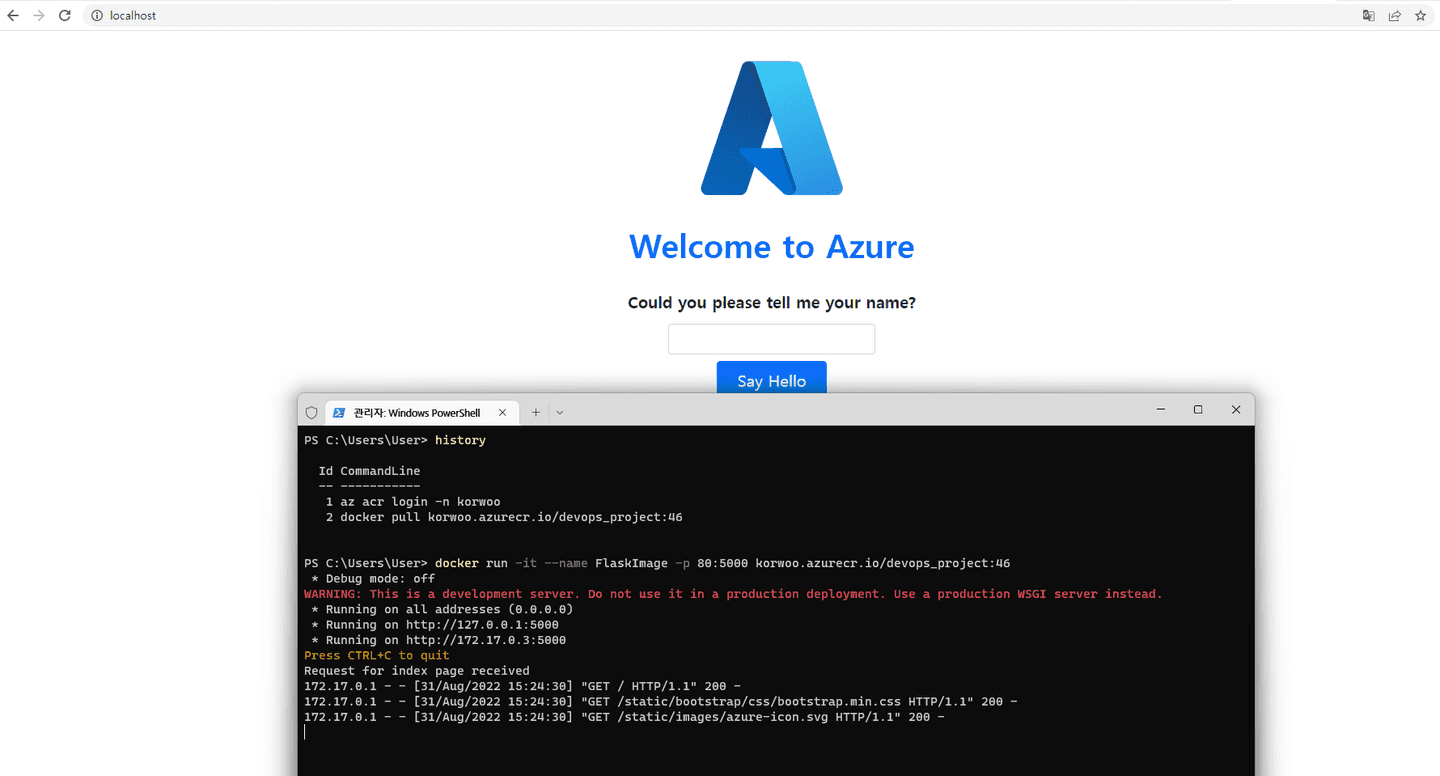 localhost
Welcome to Azure
Could you please tell me your name?
Say Hello
관리자: Windows PowerShell
PS C:\Users\User> history
Id CommandLine
-- -----------
1 az acr login -n korwoo
2 docker pull korwoo.azurecr.io/devops_project:46
PS C:\Users\User> docker run -it --name FlaskImage -p 80:5000 korwoo.azurecr.io/devops_project:46
* Debug mode: off
WARNING: This is a development server. Do not use it in a production deployment. Use a production WSGI server instead.
* Running on all addresses (0.0.0.0)
* Running on http://127.0.0.1:5000
* Running on http://172.17.0.3:5000
Press CTRL+C to quit
Request for index page received
172.17.0.1 - - [31/Aug/2022 15:24:30] "GET / HTTP/1.1" 200 -
172.17.0.1 - - [31/Aug/2022 15:24:30] "GET /static/bootstrap/css/bootstrap.min.css HTTP/1.1" 200 -
172.17.0.1 - - [31/Aug/2022 15:24:30] "GET /static/images/azure-icon.svg HTTP/1.1" 200 -